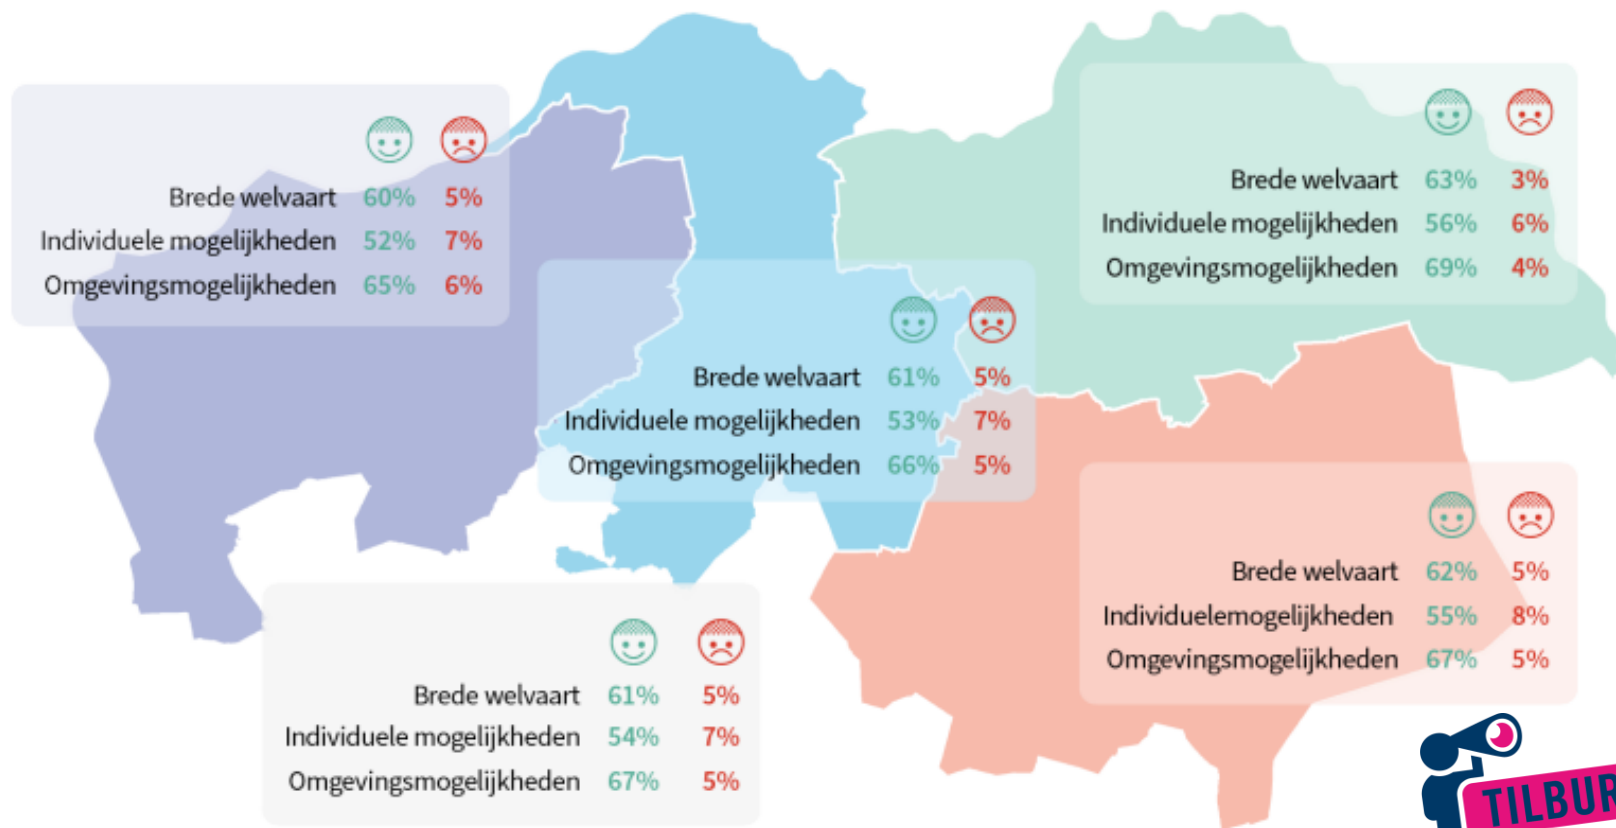 Brede welvaart 60% 5%
Individuele mogelijkheden 52% 7%
Omgevingsmogelijkheden 65% 6%
Brede welvaart 63% 3%
Individuele mogelijkheden 56% 6%
Omgevingsmogelijkheden 69% 4%
Brede welvaart 61% 5%
Individuele mogelijkheden 53% 7%
Omgevingsmogelijkheden 66% 5%
Brede welvaart 62% 5%
Individuelemogelijkheden 55% 8%
Omgevingsmogelijkheden 67% 5%
Brede welvaart 61% 5%
Individuele mogelijkheden 54% 7%
Omgevingsmogelijkheden 67% 5%
TILBUR